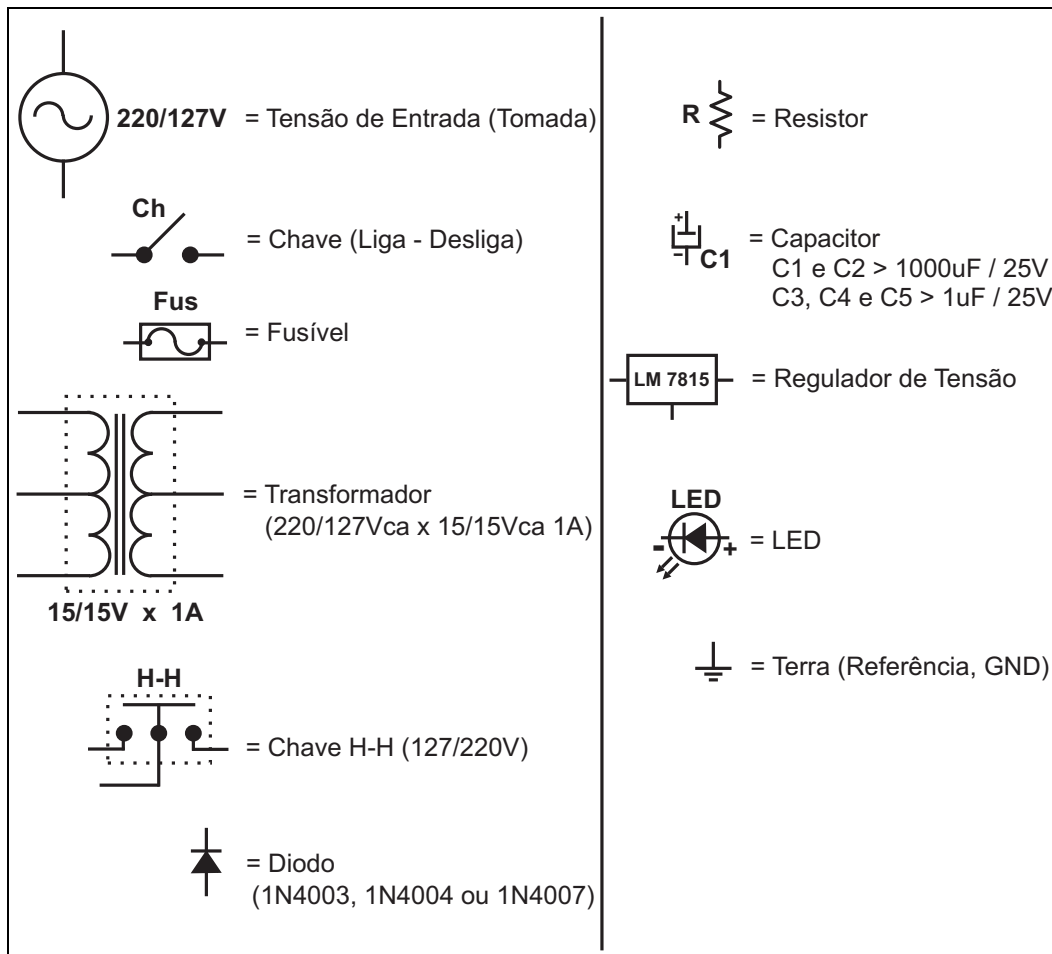 220/127V = Tensão de Entrada (Tomada)
Ch
= Chave (Liga - Desliga)
Fus
= Fusível
= Transformador
(220/127Vca x 15/15Vca 1A)
15/15V x 1A
H-H
= Chave H-H (127/220V)
= Diodo
(1N4003, 1N4004 ou 1N4007)
R = Resistor
+
-
C1
= Capacitor
C1 e C2 > 1000uF / 25V
C3, C4 e C5 > 1uF / 25V
LM 7815 = Regulador de Tensão
LED
- + = LED
= Terra (Referência, GND)